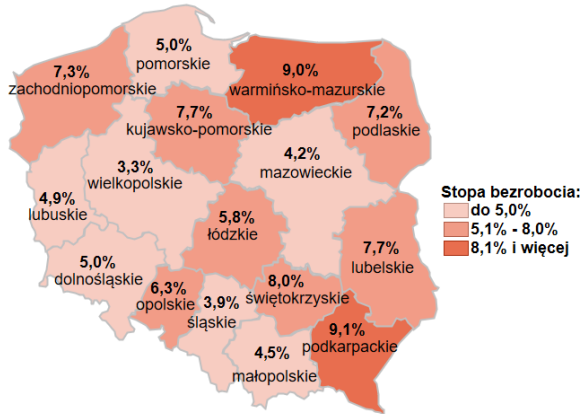 5,0%
pomorskie
7,3%
zachodniopomorskie
9,0%
warmińsko-mazurskie
7,7%
kujawsko-pomorskie
7,2%
podlaskie
3,3%
wielkopolskie
4,2%
mazowieckie
4,9%
lubuskie
5,8%
łódzkie
5,0%
dolnośląskie
6,3%
opolskie
3,9%
śląskie
8,0%
świętokrzyskie
7,7%
lubelskie
4,5%
małopolskie
9,1%
podkarpackie
Stopa bezrobocia:
do 5,0%
5,1% - 8,0%
8,1% i więcej